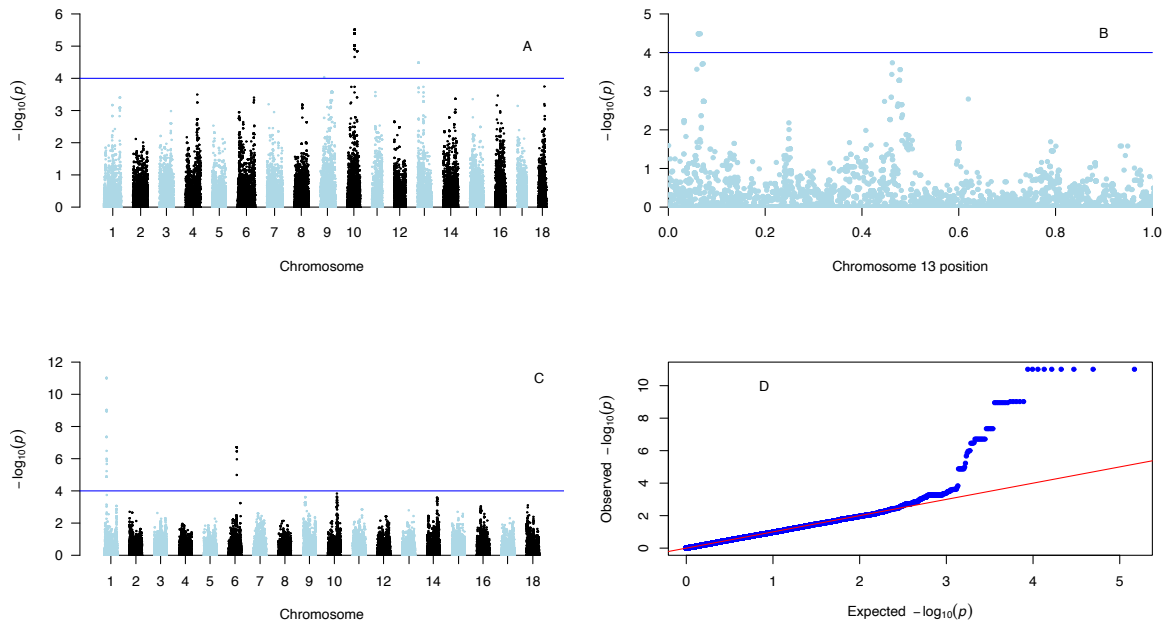 A
6
5
4
3
2
1
0
−log10(p)
1 2 3 4 5 6 7 8 9 10 12 14 16 18
Chromosome
B
5
4
3
2
1
0
−log10(p)
0.0 0.2 0.4 0.6 0.8 1.0
Chromosome 13 position
C
12
10
8
6
4
2
0
−log10(p)
1 2 3 4 5 6 7 8 9 10 12 14 16 18
Chromosome
D
10
8
6
4
2
0
Observed −log10(p)
0 1 2 3 4 5
Expected −log10(p)